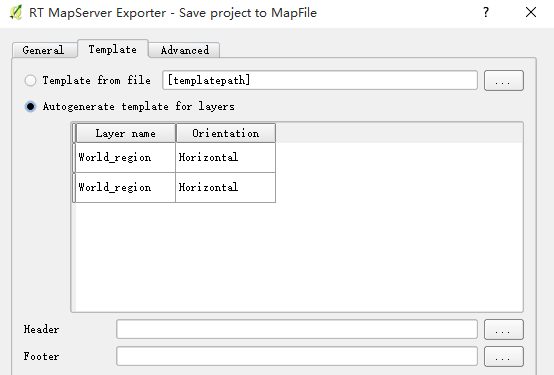 RT MapServer Exporter - Save project to MapFile ? ×
General Template Advanced
Template from file [templatepath] ...
Autogenerate template for layers
Layer name Orientation
World_region Horizontal
World_region Horizontal
Header ...
Footer ...